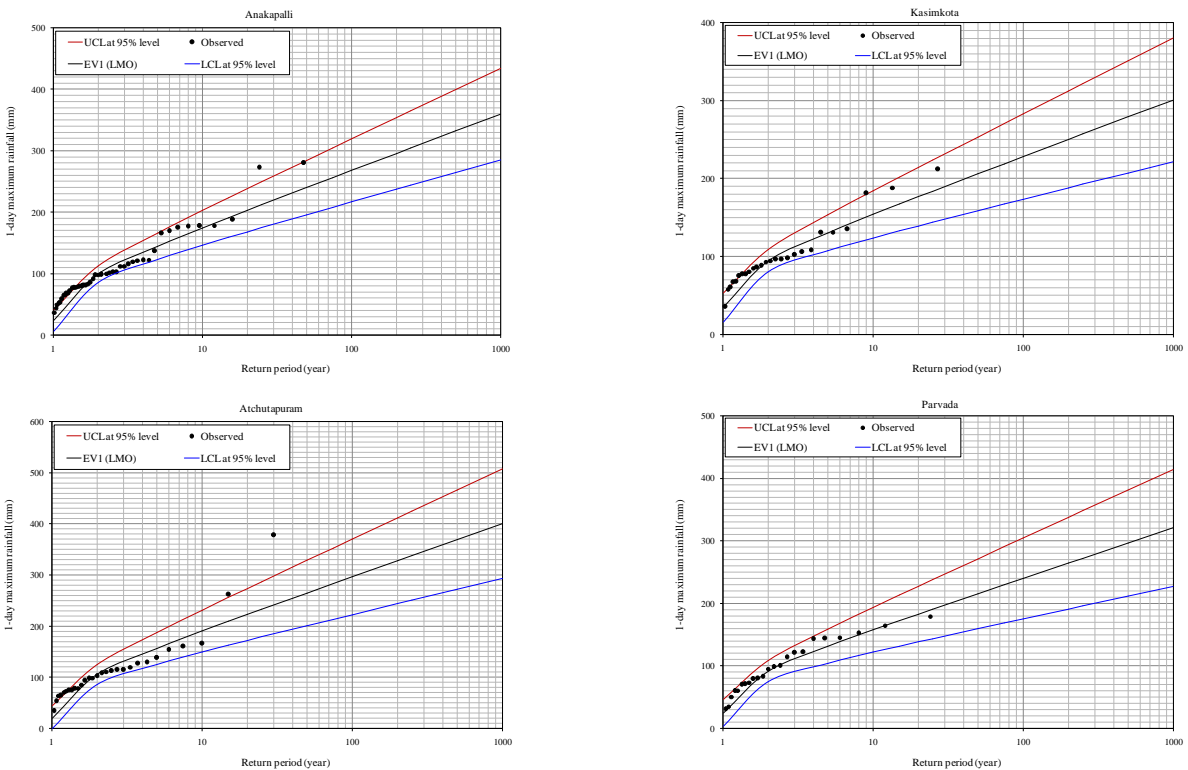 Anakapalli
500
400
300
200
100
0
1-day maximum rainfall (mm)
UCL at 95% level
Observed
EV1 (LMO)
LCL at 95% level
1
10
100
1000
Return period (year)
Kasimkota
400
300
200
100
0
1-day maximum rainfall (mm)
UCL at 95% level
Observed
EV1 (LMO)
LCL at 95% level
1
10
100
1000
Return period (year)
Atchutapuram
600
500
400
300
200
100
0
1-day maximum rainfall (mm)
UCL at 95% level
Observed
EV1 (LMO)
LCL at 95% level
1
10
100
1000
Return period (year)
Parvada
500
400
300
200
100
0
1-day maximum rainfall (mm)
UCL at 95% level
Observed
EV1 (LMO)
LCL at 95% level
1
10
100
1000
Return period (year)